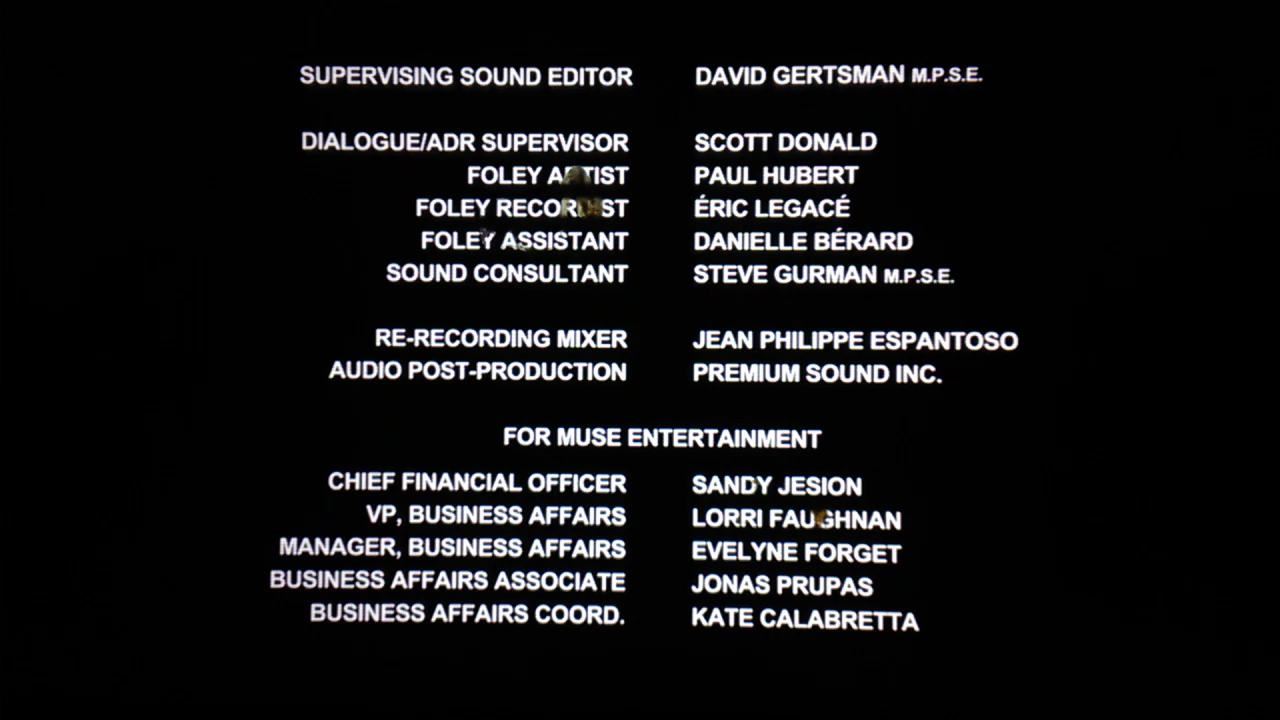 SUPERVISING SOUND EDITOR DAVID GERTSMAN M.P.S.E.
DIALOGUE/ADR SUPERVISOR SCOTT DONALD
FOLEY ARTIST PAUL HUBERT
FOLEY RECORDIST ÉRIC LEGACÉ
FOLEY ASSISTANT DANIELLE BÉRARD
SOUND CONSULTANT STEVE GURMAN M.P.S.E.
RE-RECORDING MIXER JEAN PHILIPPE ESPANTOSO
AUDIO POST-PRODUCTION PREMIUM SOUND INC.
FOR MUSE ENTERTAINMENT
CHIEF FINANCIAL OFFICER SANDY JESION
VP, BUSINESS AFFAIRS LORRI FAUGHNAN
MANAGER, BUSINESS AFFAIRS EVELYNE FORGET
BUSINESS AFFAIRS ASSOCIATE JONAS PRUPAS
BUSINESS AFFAIRS COORD. KATE CALABRETTA